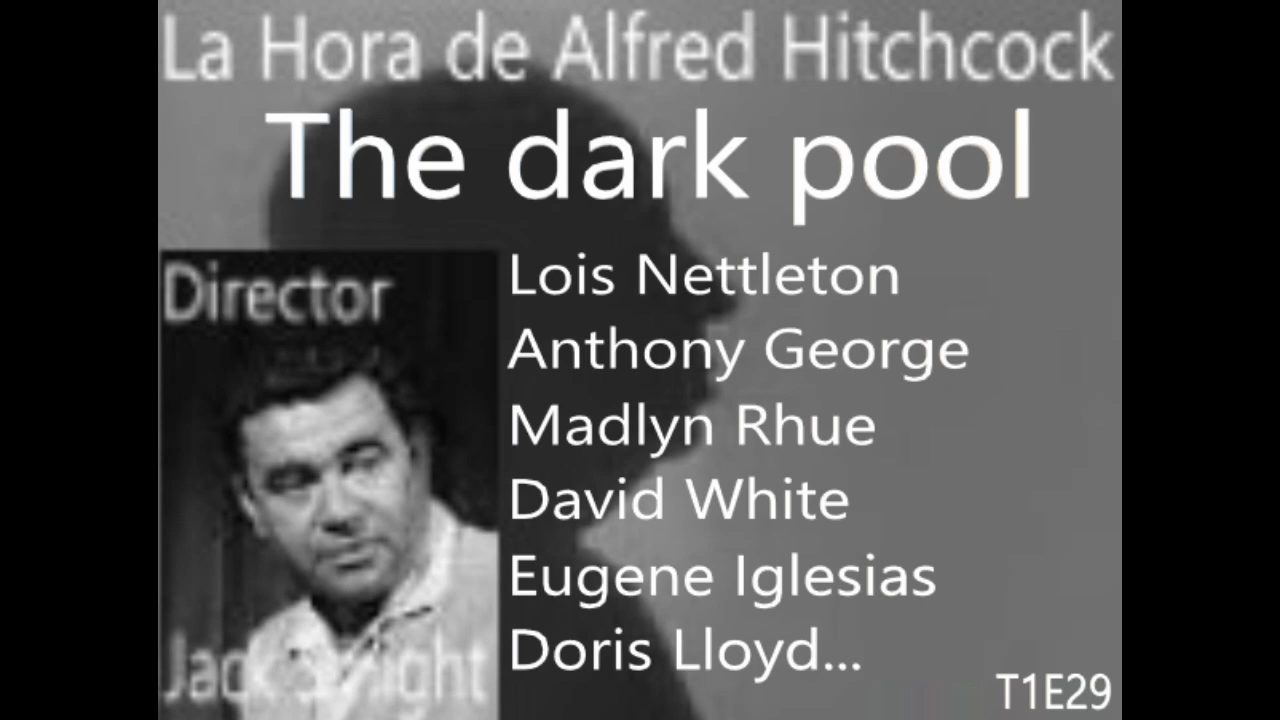 La Hora de Alfred Hitchcock
The dark pool
Director
Lois Nettleton
Anthony George
Madlyn Rhue
David White
Eugene Iglesias
Doris Lloyd...
Jack
T1E29